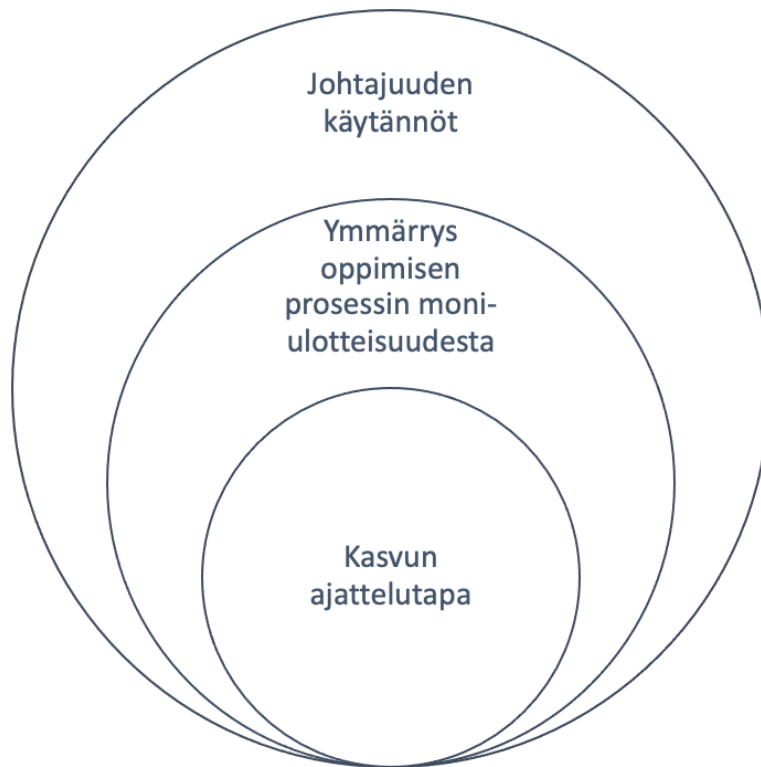 Johtajuuden
käytännöt
Ymmärrys
oppimisen
prosessin moni-
ulotteisuudesta
Kasvun
ajattelutapa